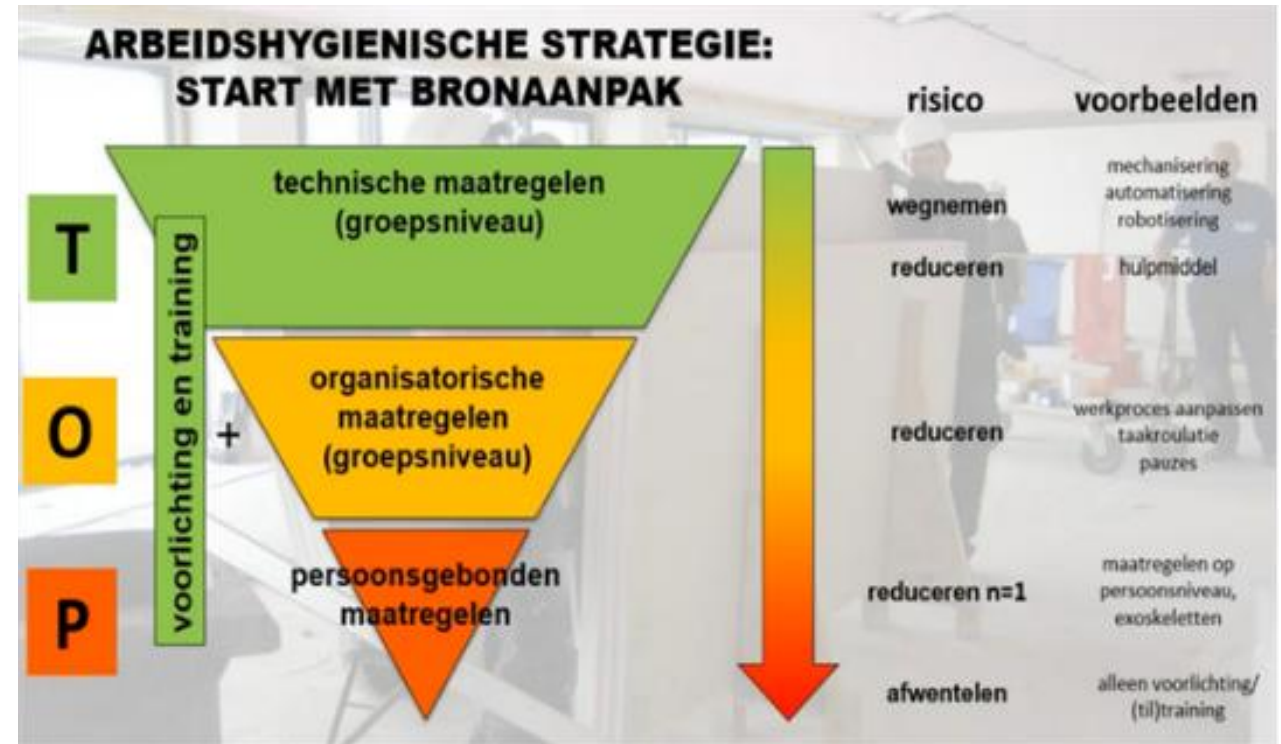 ARBEIDSHYGIENISCHE STRATEGIE:
START MET BRONAANPAK
risico
voorbeelden
T
technische maatregelen
(groepsniveau)
wegnemen
mechanisering
automatisering
robotisering
reduceren
hulpmiddel
voorlichting en training
O
+
organisatorische
maatregelen
(groepsniveau)
reduceren
werkproces aanpassen
taakroulatie
pauzes
P
persoonsgebonden
maatregelen
reduceren n=1
maatregelen op
persoonsniveau,
exoskeletten
afwentelen
alleen voorlichting/
(til)training